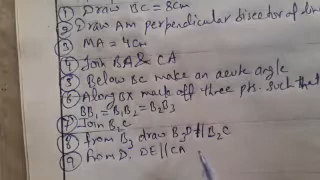 ① Draw BC = 8cm
② Draw AM perpendicular disector of line
③ MA = 4cm
④ Join BA & CA
⑤ Below BC make an acute angle
⑥ Along BX mark off three pts. such that
BB₁ = B₁B₂ = B₂B₃
⑦ Join B₂C
⑧ from B₃ draw B₃D || B₂C
⑨ from D. DE || CA